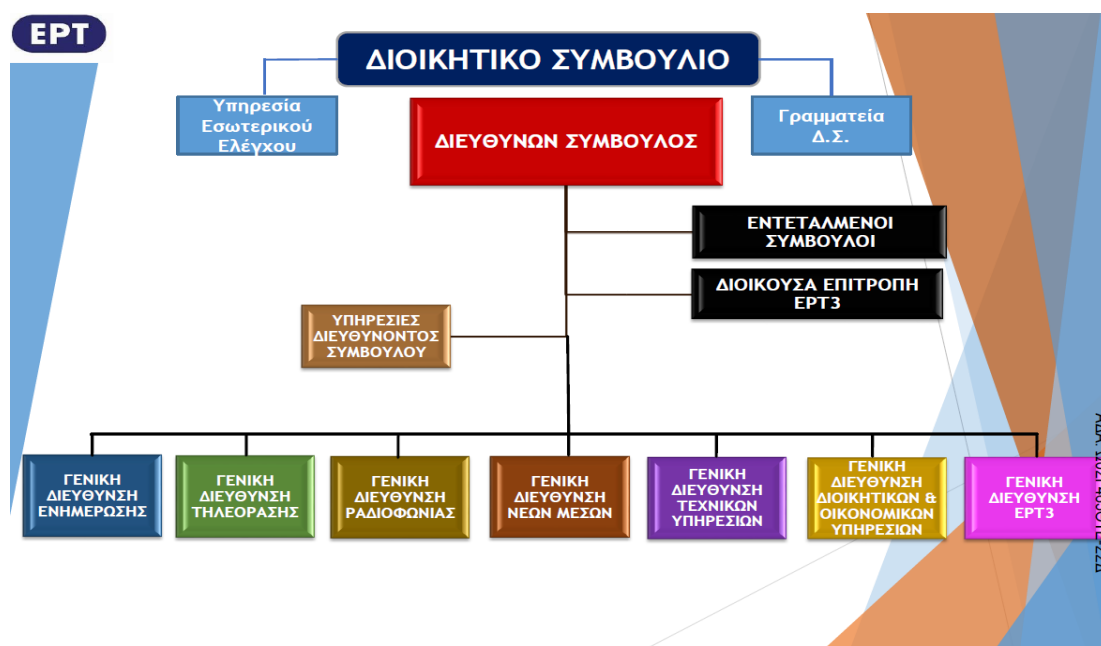 ΕΡΤ
ΔΙΟΙΚΗΤΙΚΟ ΣΥΜΒΟΥΛΙΟ
Υπηρεσία
Εσωτερικού
Ελέγχου
Γραμματεία
Δ.Σ.
ΔΙΕΥΘΥΝΩΝ ΣΥΜΒΟΥΛΟΣ
ΕΝΤΕΤΑΛΜΕΝΟΙ
ΣΥΜΒΟΥΛΟΙ
ΔΙΟΙΚΟΥΣΑ ΕΠΙΤΡΟΠΗ
ΕΡΤ3
ΥΠΗΡΕΣΙΕΣ
ΔΙΕΥΘΥΝΟΝΤΟΣ
ΣΥΜΒΟΥΛΟΥ
ΓΕΝΙΚΗ
ΔΙΕΥΘΥΝΣΗ
ΕΝΗΜΕΡΩΣΗΣ
ΓΕΝΙΚΗ
ΔΙΕΥΘΥΝΣΗ
ΤΗΛΕΟΡΑΣΗΣ
ΓΕΝΙΚΗ
ΔΙΕΥΘΥΝΣΗ
ΡΑΔΙΟΦΩΝΙΑΣ
ΓΕΝΙΚΗ
ΔΙΕΥΘΥΝΣΗ
ΝΕΩΝ ΜΕΣΩΝ
ΓΕΝΙΚΗ
ΔΙΕΥΘΥΝΣΗ
ΤΕΧΝΙΚΩΝ
ΥΠΗΡΕΣΙΩΝ
ΓΕΝΙΚΗ
ΔΙΕΥΘΥΝΣΗ
ΔΙΟΙΚΗΤΙΚΩΝ &
ΟΙΚΟΝΟΜΙΚΩΝ
ΥΠΗΡΕΣΙΩΝ
ΓΕΝΙΚΗ
ΔΙΕΥΘΥΝΣΗ
ΕΡΤ3